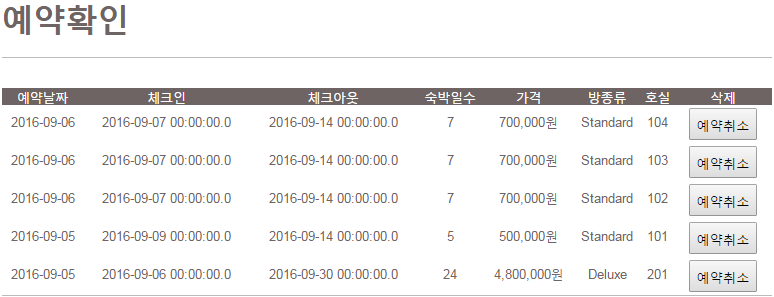 예약확인
예약날짜 체크인 체크아웃 숙박일수 가격 방종류 호실 삭제
2016-09-06 2016-09-07 00:00:00.0 2016-09-14 00:00:00.0 7 700,000원 Standard 104 예약취소
2016-09-06 2016-09-07 00:00:00.0 2016-09-14 00:00:00.0 7 700,000원 Standard 103 예약취소
2016-09-06 2016-09-07 00:00:00.0 2016-09-14 00:00:00.0 7 700,000원 Standard 102 예약취소
2016-09-05 2016-09-09 00:00:00.0 2016-09-14 00:00:00.0 5 500,000원 Standard 101 예약취소
2016-09-05 2016-09-06 00:00:00.0 2016-09-30 00:00:00.0 24 4,800,000원 Deluxe 201 예약취소